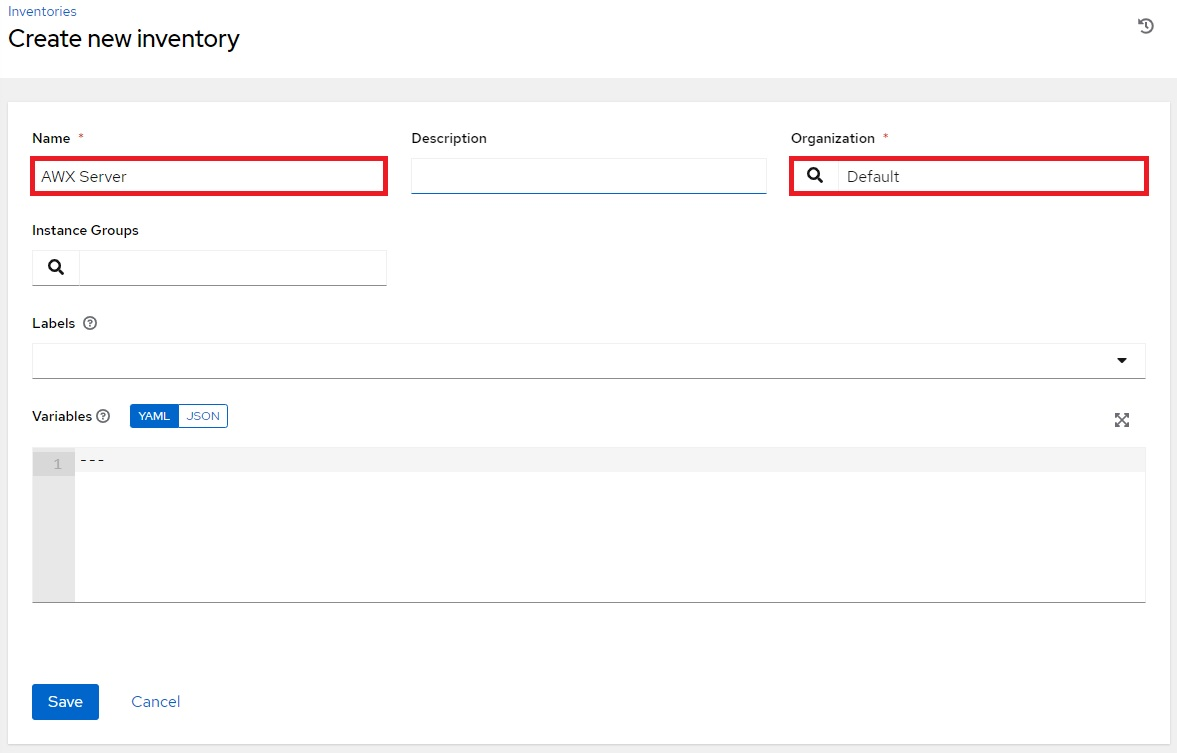 Inventories
Create new inventory
Name *
Description
Organization *
AWX Server
Default
Instance Groups
Labels
Variables YAML JSON
1 ---
Save Cancel